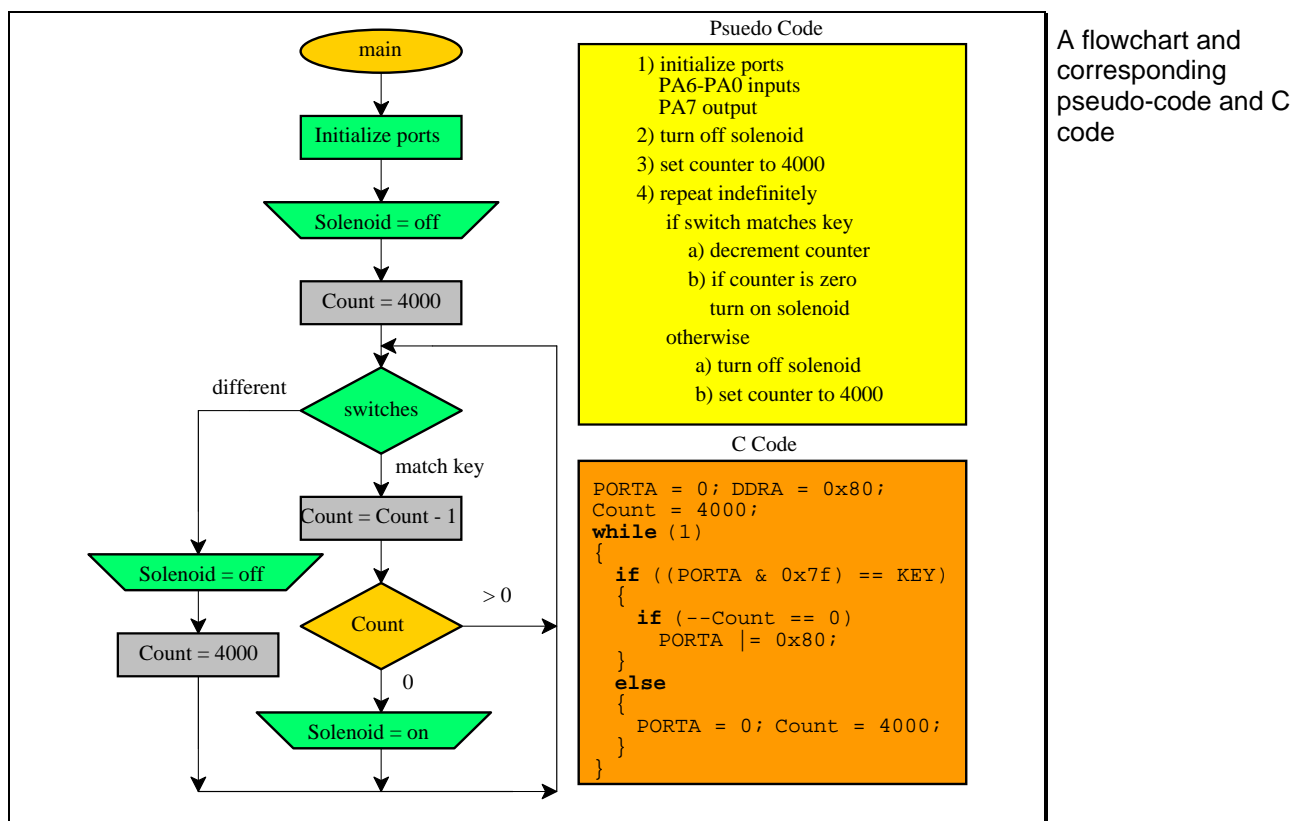 main
Initialize ports
Solenoid = off
Count = 4000
different
switches
match key
Count = Count - 1
Solenoid = off
> 0
Count
Count = 4000
0
Solenoid = on
Psuedo Code
1) initialize ports
PA6-PA0 inputs
PA7 output
2) turn off solenoid
3) set counter to 4000
4) repeat indefinitely
if switch matches key
a) decrement counter
b) if counter is zero
turn on solenoid
otherwise
a) turn off solenoid
b) set counter to 4000
C Code
PORTA = 0; DDRA = 0x80;
Count = 4000;
while (1)
{
if ((PORTA & 0x7f) == KEY)
{
if (--Count == 0)
PORTA |= 0x80;
}
else
{
PORTA = 0; Count = 4000;
}
}
A flowchart and
corresponding
pseudo-code and C
code